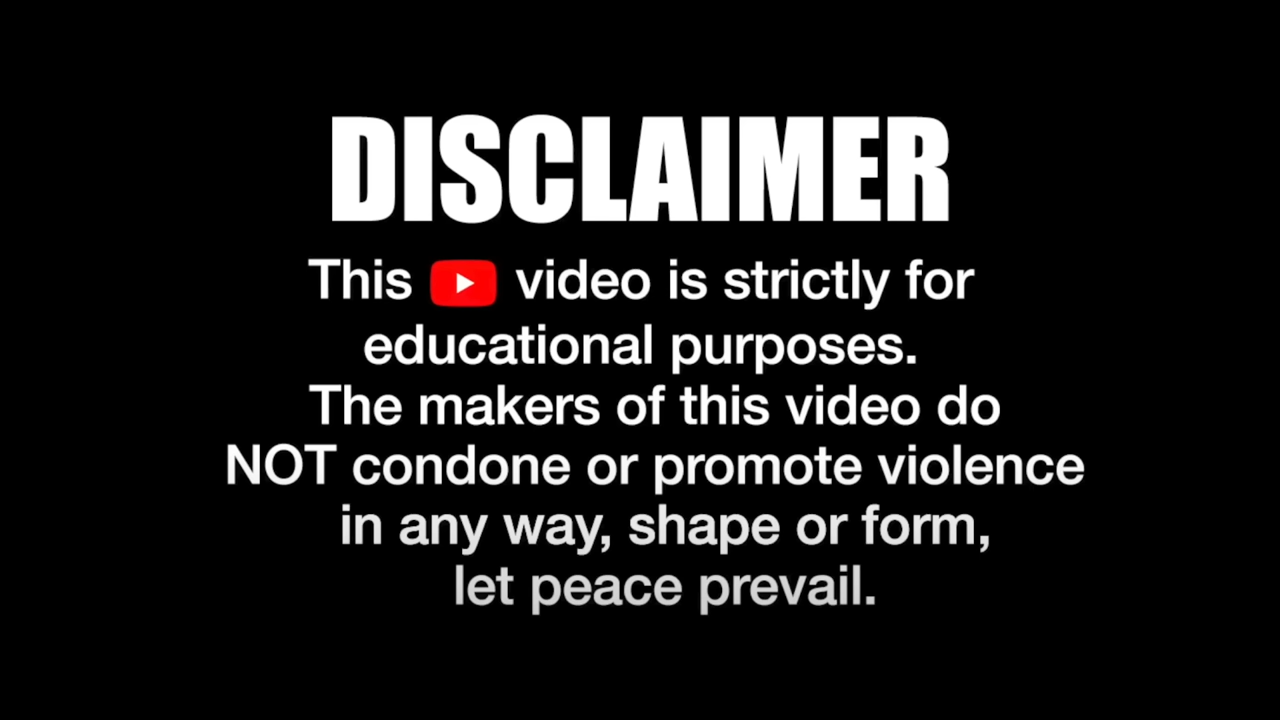 DISCLAIMER
This video is strictly for
educational purposes.
The makers of this video do
NOT condone or promote violence
in any way, shape or form,
let peace prevail.